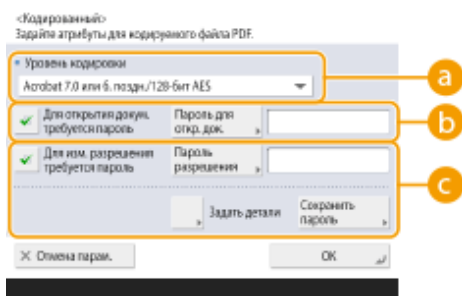 <Кодированный>
Задайте атрибуты для кодируемого файла PDF.
Уровень кодировки
Acrobat 7.0 или б. поздн./128-бит AES
a
Для открытия докум. требуется пароль
Пароль для откр. док.
b
Для изм. разрешения требуется пароль
Пароль разрешения
c
Задать детали
Сохранить пароль
Отмена парам.
OK